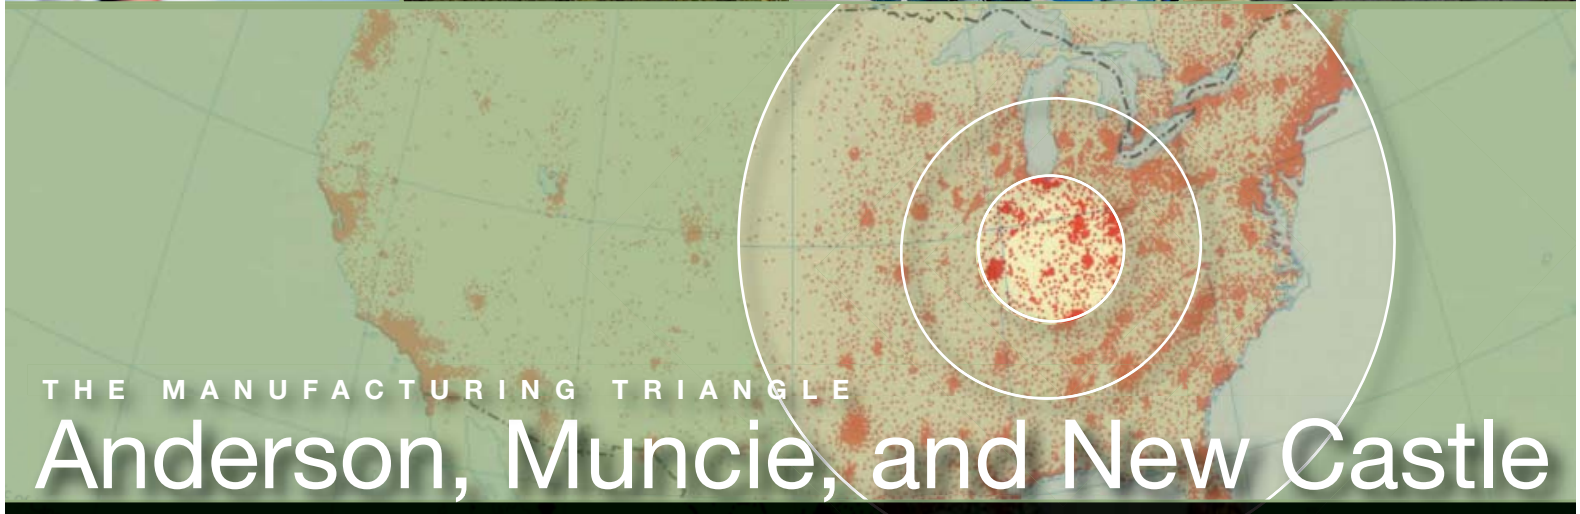 THE MANUFACTURING TRIANGLE
Anderson, Muncie, and New Castle